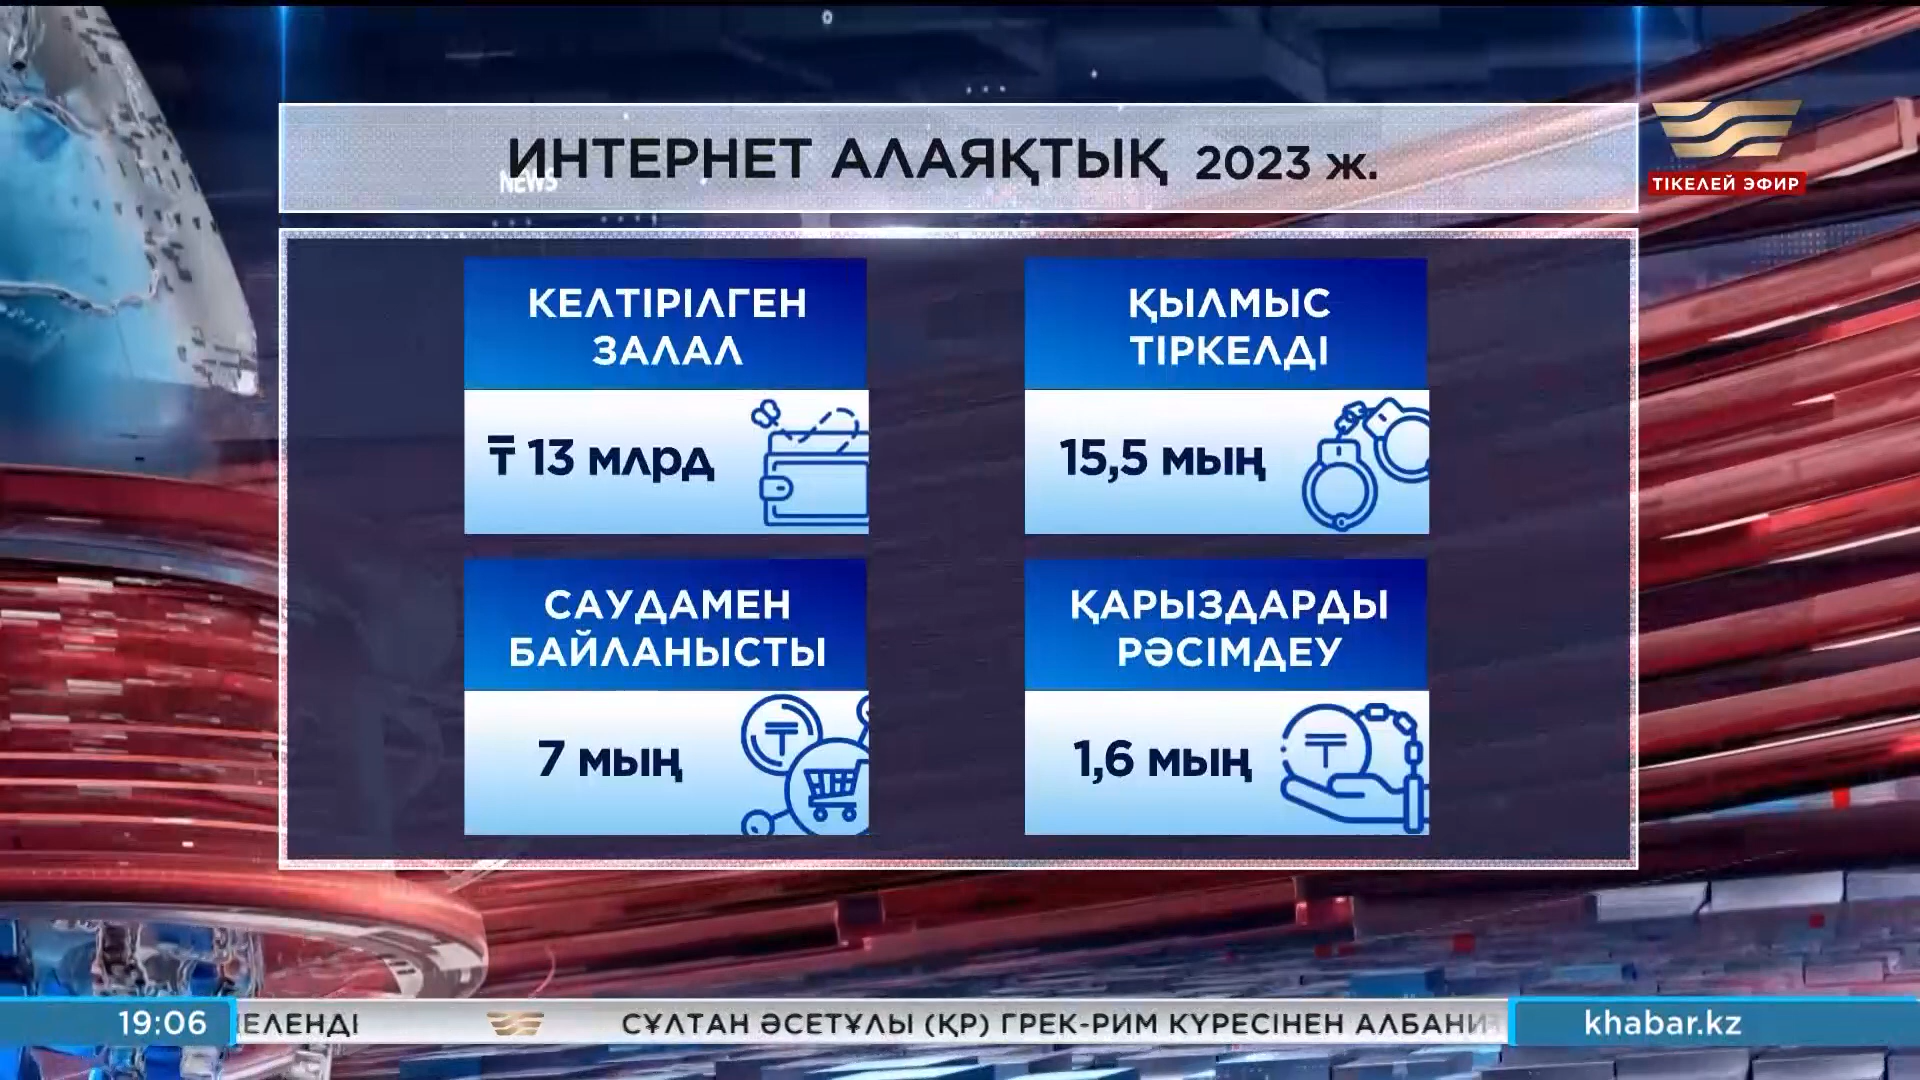 ИНТЕРНЕТ АЛАЯҚТЫҚ 2023 ж.
NEWS
ТІКЕЛЕЙ ЭФИР
КЕЛТІРІЛГЕН
ЗАЛАЛ
₸ 13 млрд
ҚЫЛМЫС
ТІРКЕЛДІ
15,5 мың
САУДАМЕН
БАЙЛАНЫСТЫ
7 мың
ҚАРЫЗДАРДЫ
РӘСІМДЕУ
1,6 мың
19:06
ЕЛЕНДІ
СҰЛТАН ӘСЕТҰЛЫ (ҚР) ГРЕК-РИМ КҮРЕСІНЕН АЛБАНИ
khabar.kz